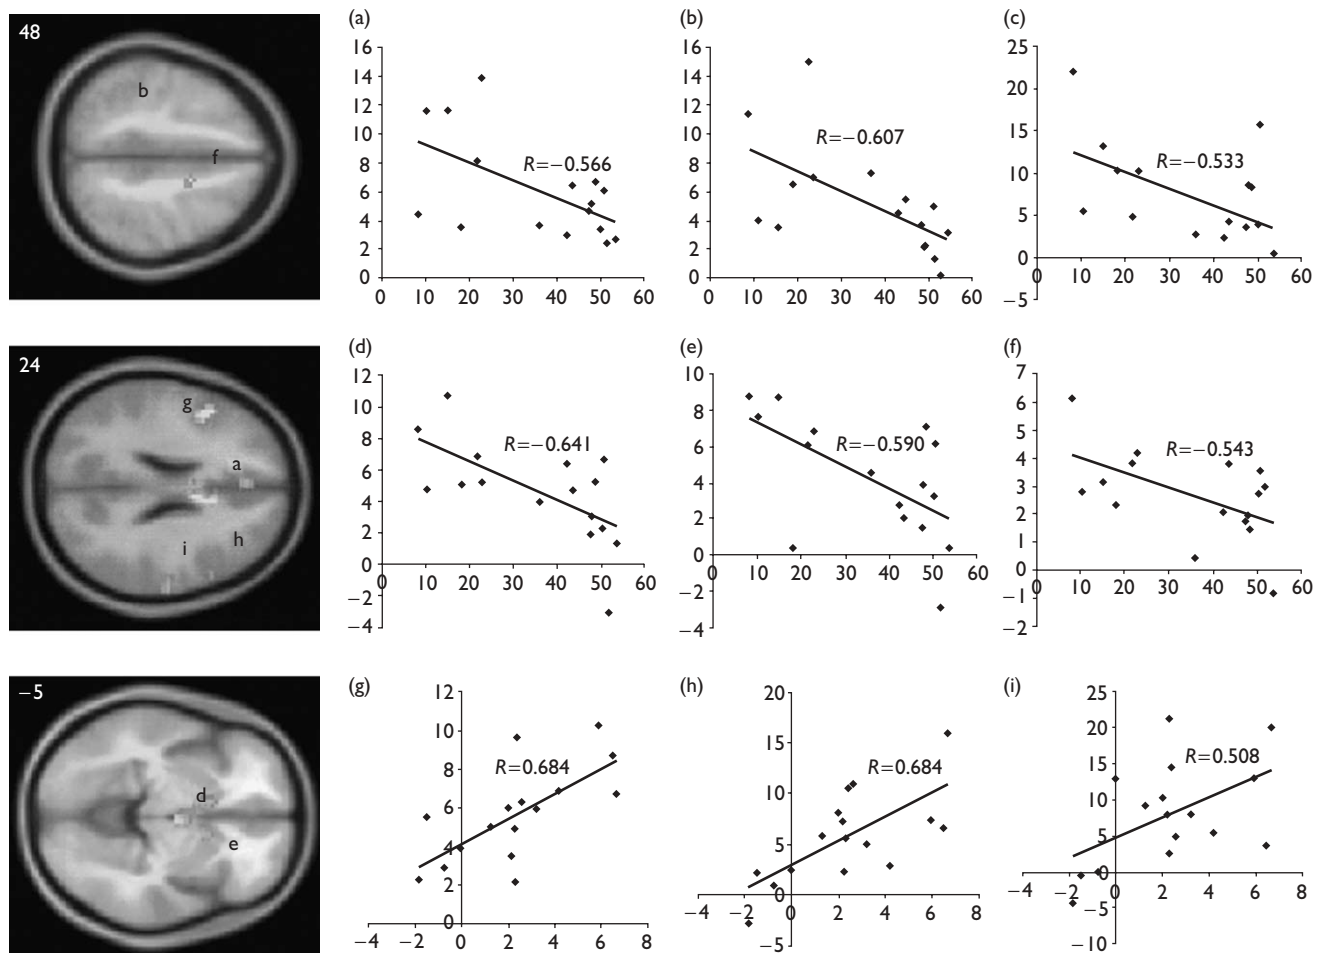 48
b
f
(a)
16
14
12
10
8
6
4
2
0
0 10 20 30 40 50 60
R=−0.566
(b)
16
14
12
10
8
6
4
2
0
0 10 20 30 40 50 60
R=−0.607
(c)
25
20
15
10
5
0
−5
0 10 20 30 40 50 60
R=−0.533
24
g
a
h
i
(d)
12
10
8
6
4
2
0
−2
−4
0 10 20 30 40 50 60
R=−0.641
(e)
10
8
6
4
2
0
−2
−4
0 10 20 30 40 50 60
R=−0.590
(f)
7
6
5
4
3
2
1
0
−1
−2
0 10 20 30 40 50 60
R=−0.543
−5
d
e
(g)
12
10
8
6
4
2
0
−4 −2 0 2 4 6 8
R=0.684
(h)
20
15
10
5
0
−5
−4 −2 0 2 4 6 8
R=0.684
(i)
25
20
15
10
5
0
−5
−10
−4 −2 0 2 4 6 8
R=0.508